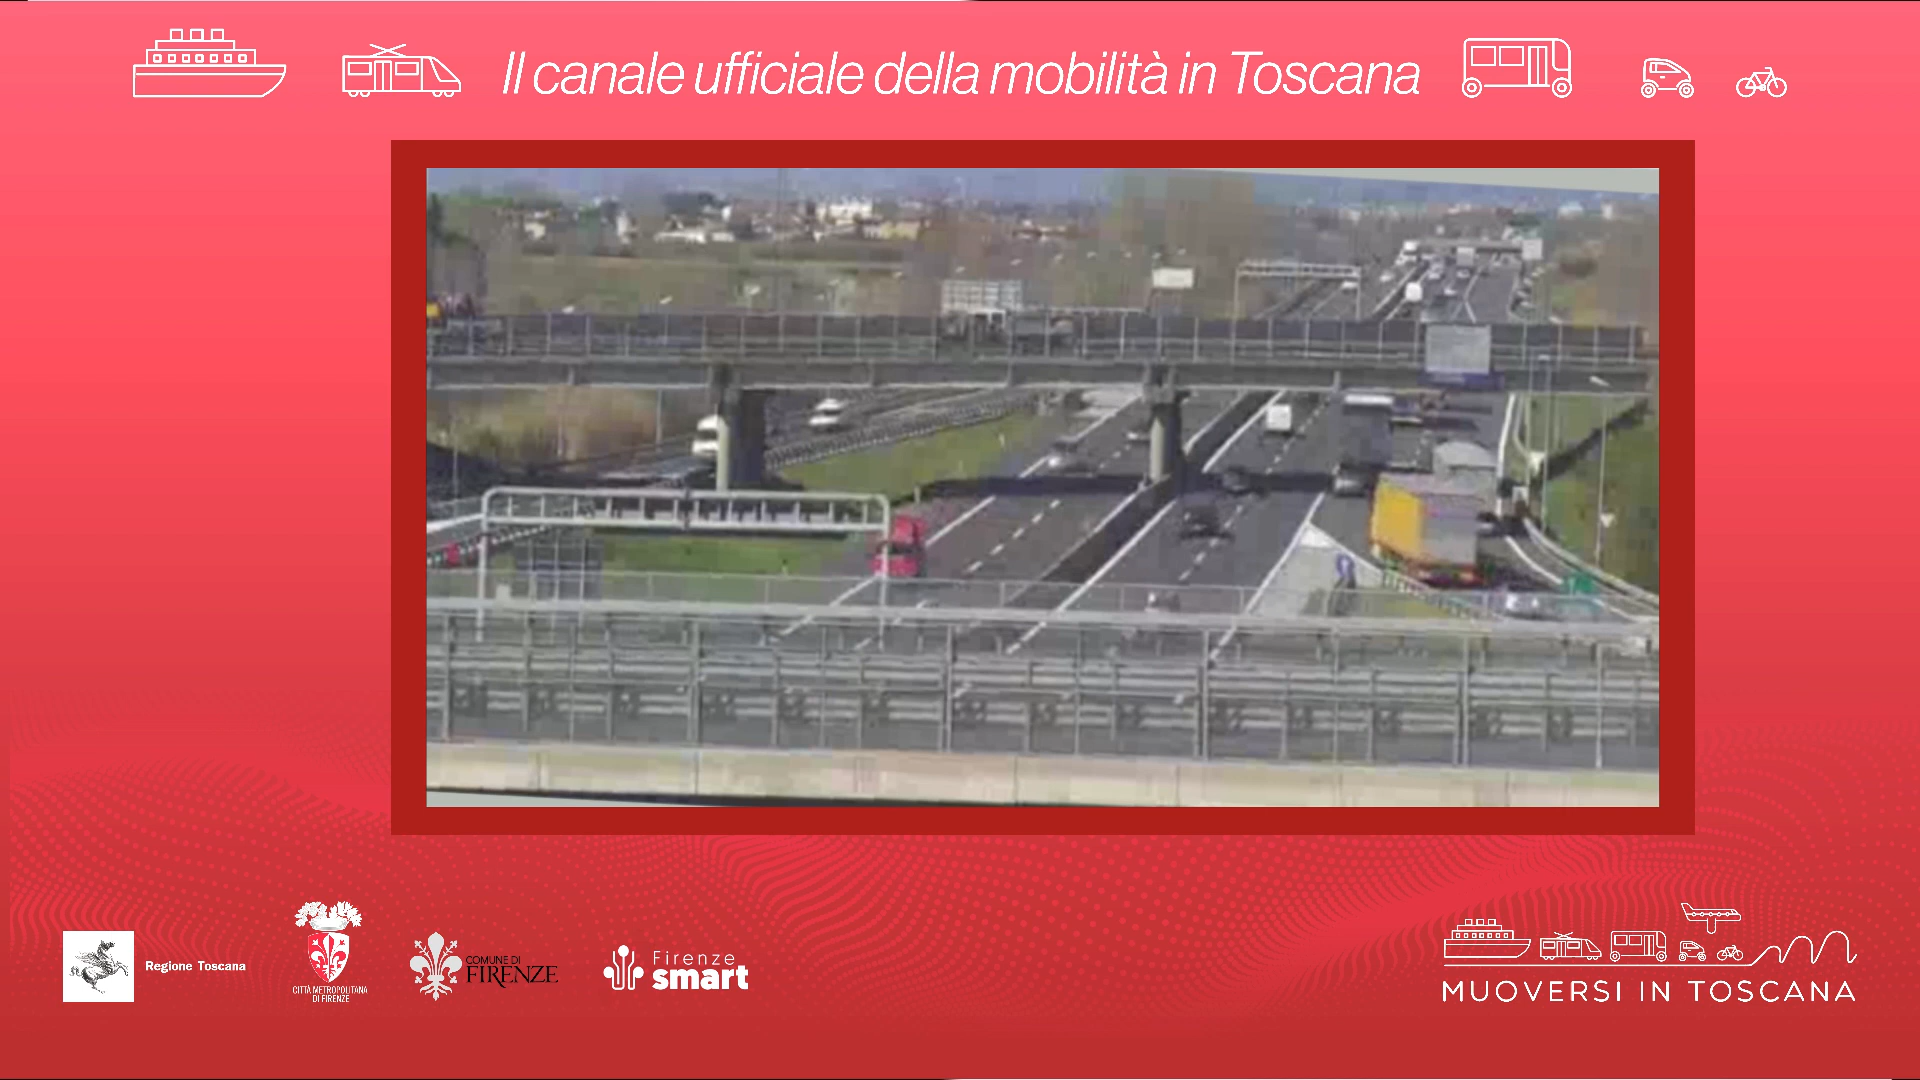 Il canale ufficiale della mobilità in Toscana
Regione Toscana
CITTÀ METROPOLITANA
DI FIRENZE
COMUNE DI
FIRENZE
Firenze
smart
MUOVERSI IN TOSCANA